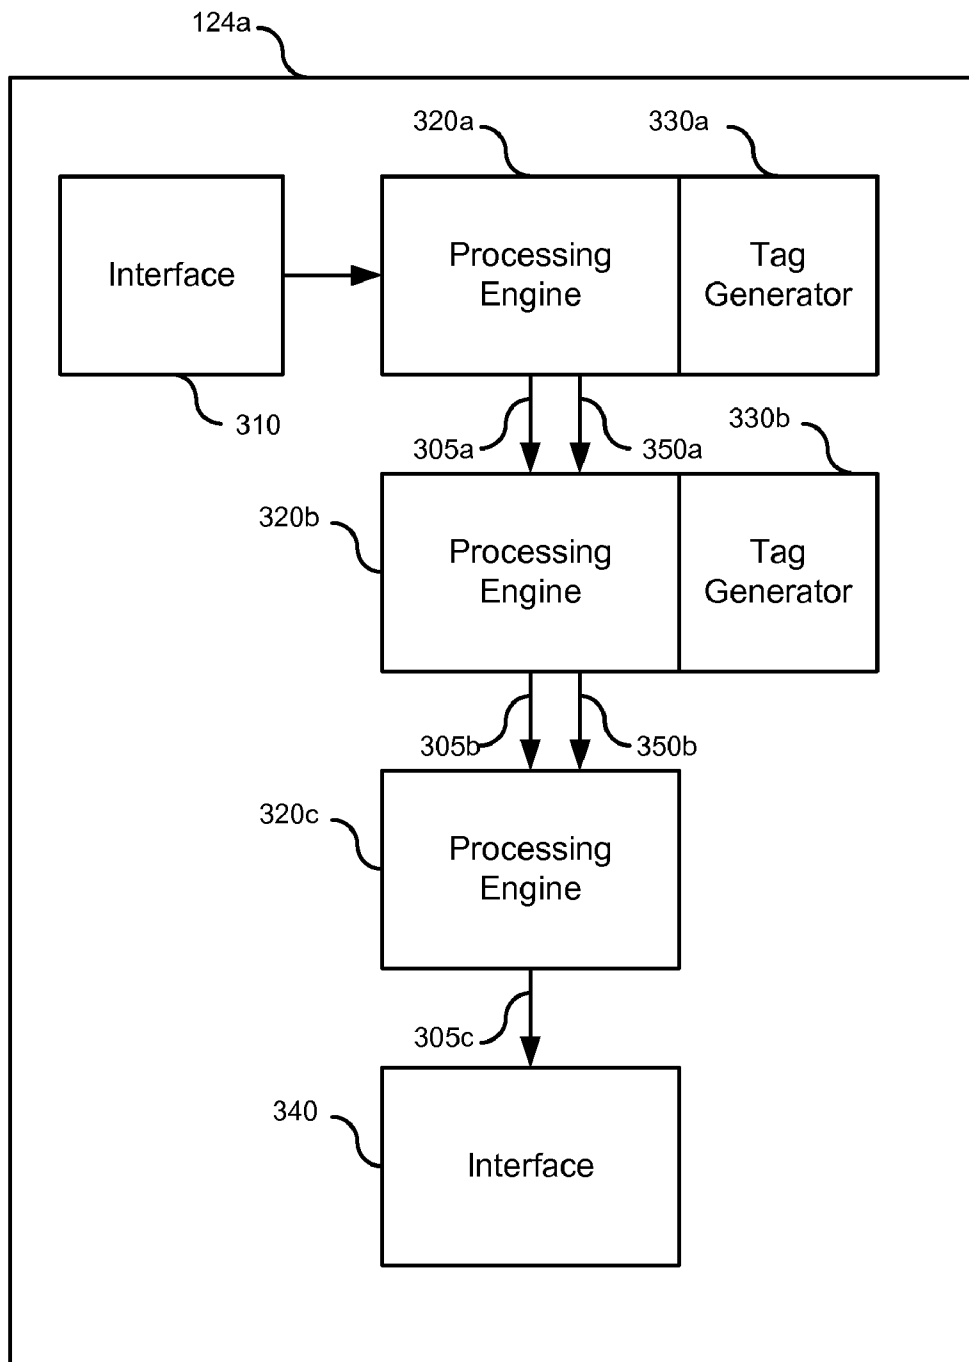 124a
320a
330a
Interface
Processing
Engine
Tag
Generator
310
305a
350a
330b
320b
Processing
Engine
Tag
Generator
305b
350b
320c
Processing
Engine
305c
340
Interface